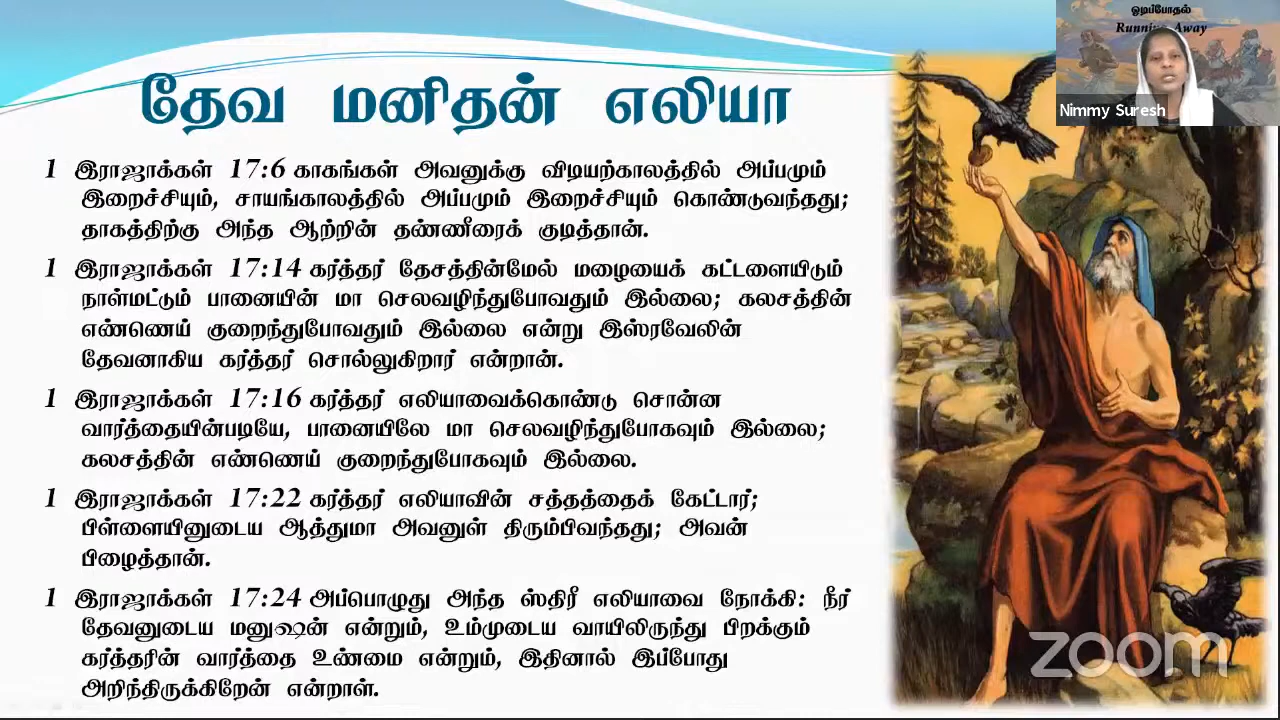 ஓடிப்போதல்
Running Away
Nimmy Suresh
தேவ மனிதன் எலியா
1 இராஜாக்கள் 17:6 காகங்கள் அவனுக்கு விடியற்காலத்தில் அப்பமும்
இறைச்சியும், சாயங்காலத்தில் அப்பமும் இறைச்சியும் கொண்டுவந்தது;
தாகத்திற்கு அந்த ஆற்றின் தண்ணீரைக் குடித்தான்.
1 இராஜாக்கள் 17:14 கர்த்தர் தேசத்தின்மேல் மழையைக் கட்டளையிடும்
நாள்மட்டும் பானையின் மா செலவழிந்துபோவதும் இல்லை; கலசத்தின்
எண்ணெய் குறைந்துபோவதும் இல்லை என்று இஸ்ரவேலின்
தேவனாகிய கர்த்தர் சொல்லுகிறார் என்றான்.
1 இராஜாக்கள் 17:16 கர்த்தர் எலியாவைக்கொண்டு சொன்ன
வார்த்தையின்படியே, பானையிலே மா செலவழிந்துபோகவும் இல்லை;
கலசத்தின் எண்ணெய் குறைந்துபோகவும் இல்லை.
1 இராஜாக்கள் 17:22 கர்த்தர் எலியாவின் சத்தத்தைக் கேட்டார்;
பிள்ளையினுடைய ஆத்துமா அவனுள் திரும்பிவந்தது; அவன்
பிழைத்தான்.
1 இராஜாக்கள் 17:24 அப்பொழுது அந்த ஸ்திரீ எலியாவை நோக்கி: நீர்
தேவனுடைய மனுஷன் என்றும், உம்முடைய வாயிலிருந்து பிறக்கும்
கர்த்தரின் வார்த்தை உண்மை என்றும், இதினால் இப்போது
அறிந்திருக்கிறேன் என்றாள்.
zoom